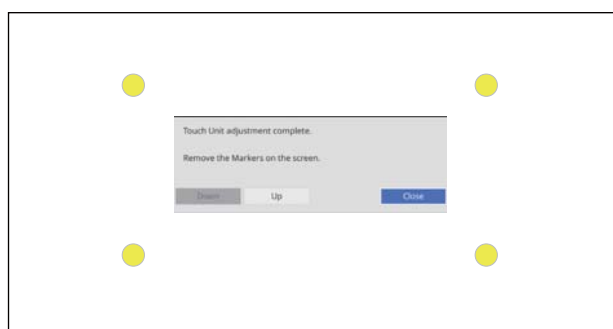 Touch Unit adjustment complete.
Remove the Markers on the screen.
Down Up Close